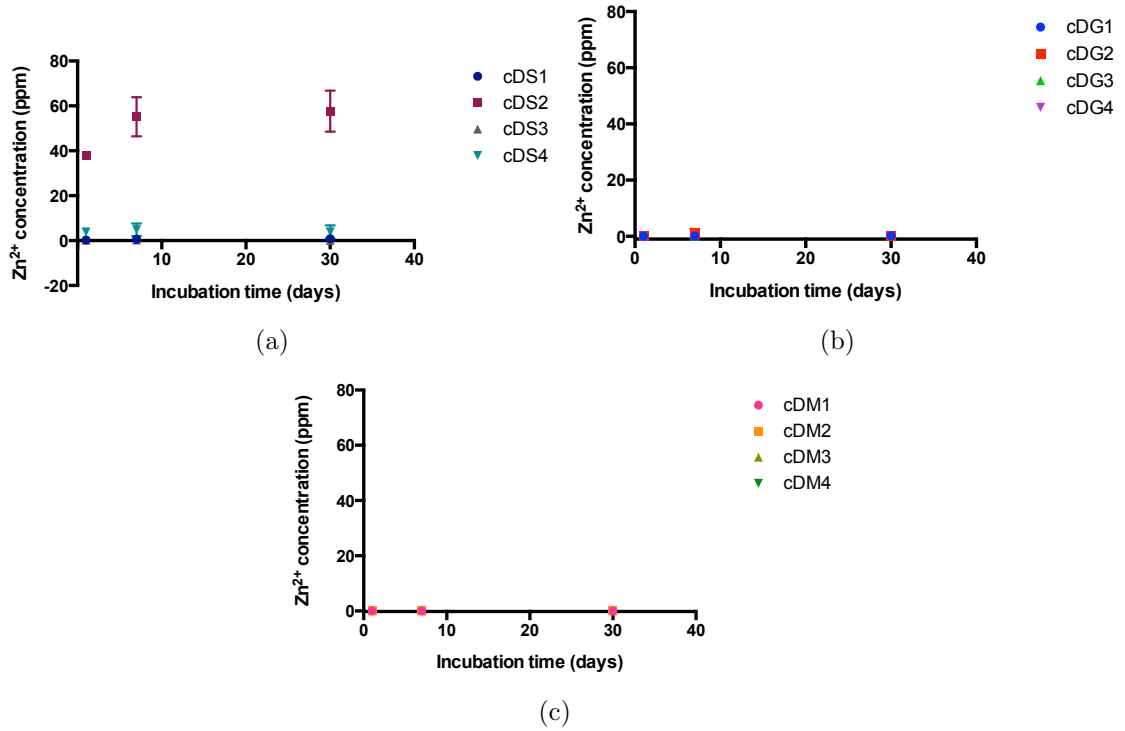 80
60
40
20
0
-20
10
20
30
40
Zn²⁺ concentration (ppm)
Incubation time (days)
cDS1
cDS2
cDS3
cDS4
(a)
80
60
40
20
0
0
10
20
30
40
Zn²⁺ concentration (ppm)
Incubation time (days)
cDG1
cDG2
cDG3
cDG4
(b)
80
60
40
20
0
0
10
20
30
40
Zn²⁺ concentration (ppm)
Incubation time (days)
cDM1
cDM2
cDM3
cDM4
(c)